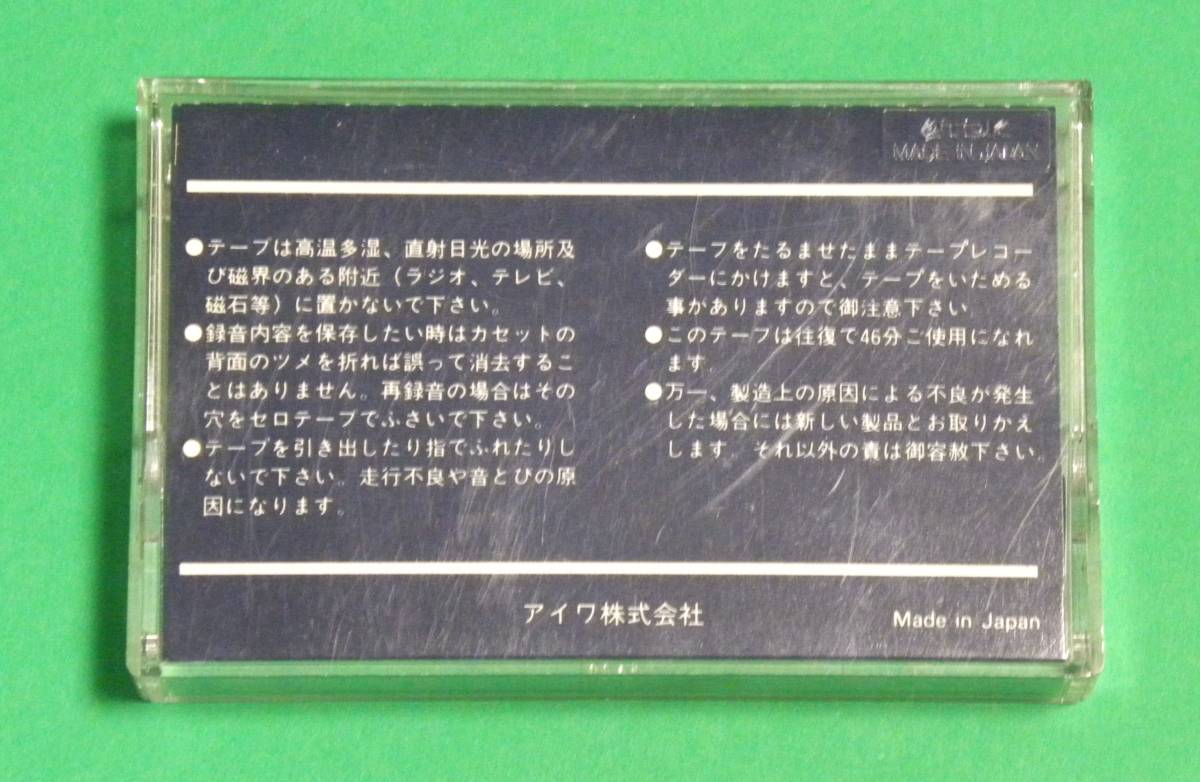 MADE IN JAPAN
●テープは高温多湿、直射日光の場所及
び磁界のある附近（ラジオ、テレビ、
磁石等）に置かないで下さい。
●録音内容を保存したい時はカセットの
背面のツメを折れば誤って消去するこ
とはありません。再録音の場合はその
穴をセロテープでふさいで下さい。
●テープを引き出したり指でふれたりし
ないで下さい。走行不良や音とびの原
因になります。
●テープをたるませたままテープレコー
ダーにかけますと、テープをいためる
事がありますので御注意下さい
●このテープは往復で46分ご使用になれ
ます。
●万一、製造上の原因による不良が発生
した場合には新しい製品とお取りかえ
します。それ以外の責は御容赦下さい。
アイワ株式会社
Made in Japan